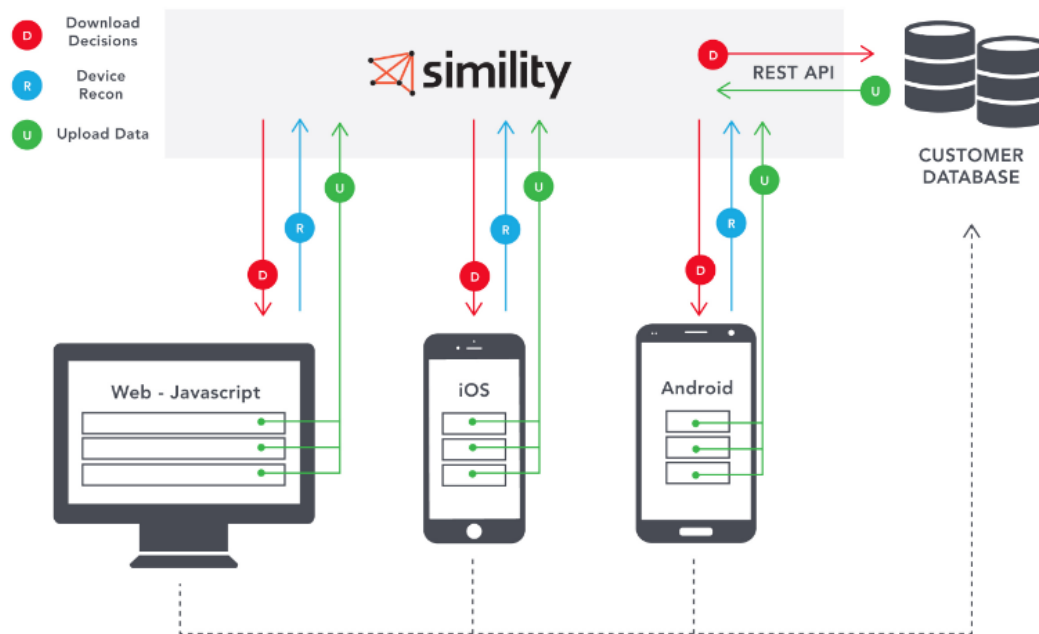 D
Download
Decisions
R
Device
Recon
U
Upload Data
simility
D
REST API
U
CUSTOMER
DATABASE
D
R
U
D
R
U
D
R
U
Web - Javascript
iOS
Android